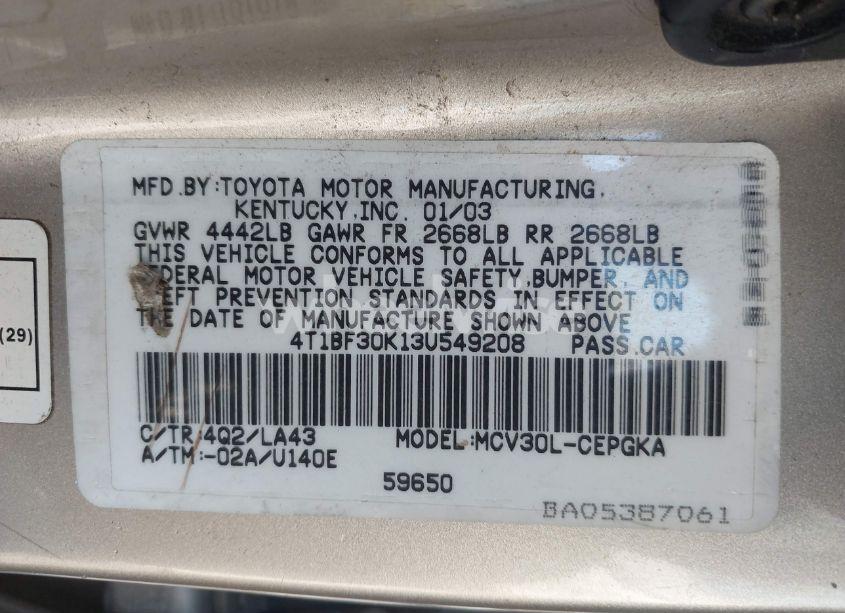 MFD.BY:TOYOTA MOTOR MANUFACTURING,
KENTUCKY,INC. 01/03
GVWR 4442LB GAWR FR 2668LB RR 2668LB
THIS VEHICLE CONFORMS TO ALL APPLICABLE
FEDERAL MOTOR VEHICLE SAFETY,BUMPER, AND
THEFT PREVENTION STANDARDS IN EFFECT ON
THE DATE OF MANUFACTURE SHOWN ABOVE
4T1BF30K13U549208 PASS.CAR
(29)
C/TR:4Q2/LA43 MODEL:MCV30L-CEPGKA
A/TM:-02A/U140E
59650
BA05387061